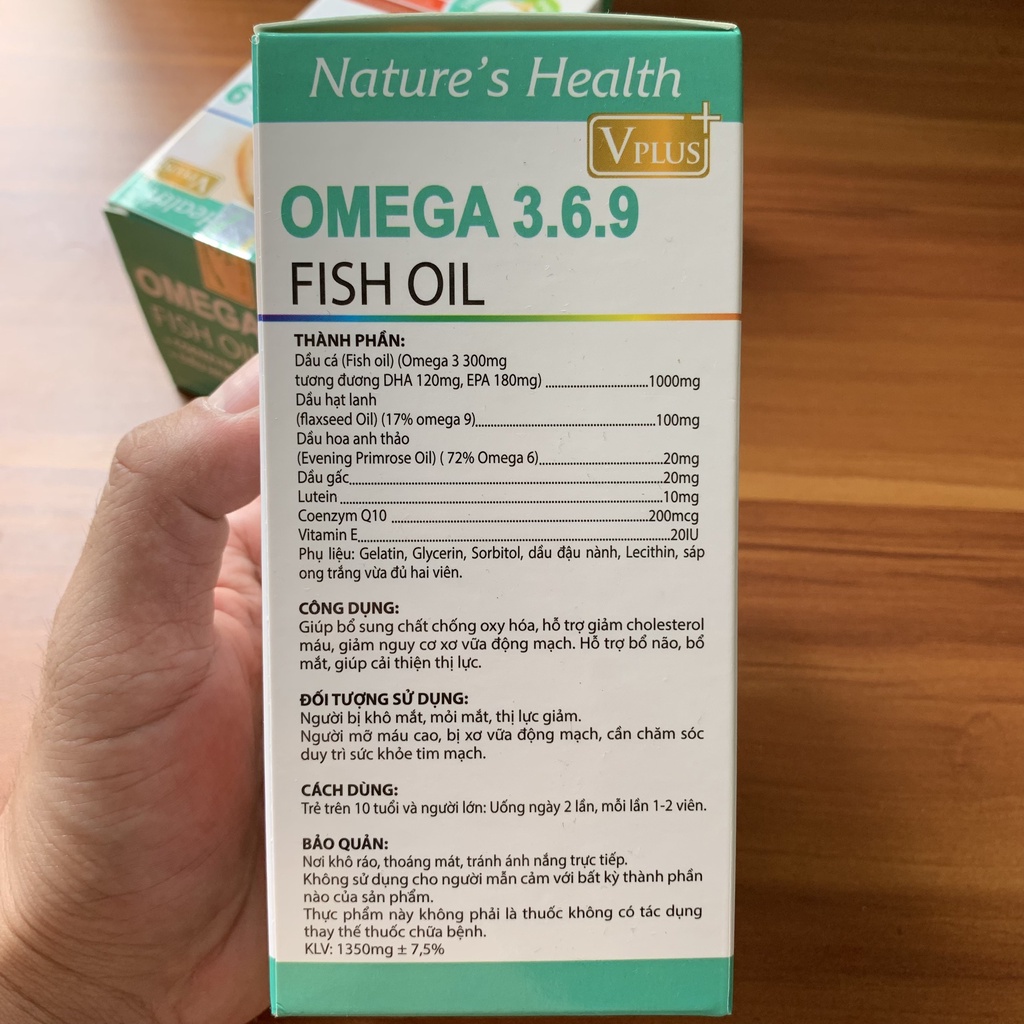 Nature's Health
VPLUS+
OMEGA 3.6.9
FISH OIL
THÀNH PHẦN:
Dầu cá (Fish oil) (Omega 3 300mg
tương đương DHA 120mg, EPA 180mg) ..........1000mg
Dầu hạt lanh
(flaxseed Oil) (17% omega 9)..........100mg
Dầu hoa anh thảo
(Evening Primrose Oil) ( 72% Omega 6)..........20mg
Dầu gấc..........20mg
Lutein ..........10mg
Coenzym Q10 ..........200mcg
Vitamin E..........20IU
Phụ liệu: Gelatin, Glycerin, Sorbitol, dầu đậu nành, Lecithin, sáp
ong trắng vừa đủ hai viên.
CÔNG DỤNG:
Giúp bổ sung chất chống oxy hóa, hỗ trợ giảm cholesterol
máu, giảm nguy cơ xơ vữa động mạch. Hỗ trợ bổ não, bổ
mắt, giúp cải thiện thị lực.
ĐỐI TƯỢNG SỬ DỤNG:
Người bị khô mắt, mỏi mắt, thị lực giảm.
Người mỡ máu cao, bị xơ vữa động mạch, cần chăm sóc
duy trì sức khỏe tim mạch.
CÁCH DÙNG:
Trẻ trên 10 tuổi và người lớn: Uống ngày 2 lần, mỗi lần 1-2 viên.
BẢO QUẢN:
Nơi khô ráo, thoáng mát, tránh ánh nắng trực tiếp.
Không sử dụng cho người mẫn cảm với bất kỳ thành phần
nào của sản phẩm.
Thực phẩm này không phải là thuốc không có tác dụng
thay thế thuốc chữa bệnh.
KLV: 1350mg ± 7,5%
OMEGA
FISH OIL